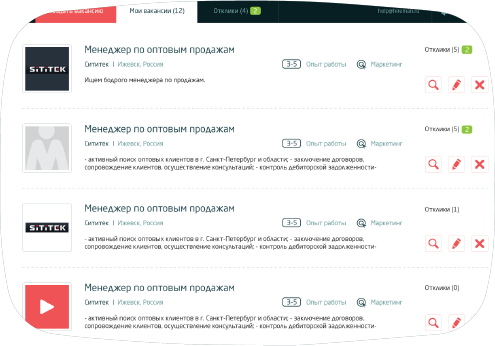 вакансию
Мои вакансии (12)
Отклики (4) 2
Менеджер по оптовым продажам
Отклики (5) 2
SiTiTEK
Сититек | Ижевск, Россия
3-5 Опыт работы
Маркетинг
Ищем бодрого менеджера по продажам.
Менеджер по оптовым продажам
Отклики (5) 2
Сититек | Ижевск, Россия
3-5 Опыт работы
Маркетинг
- активный поиск оптовых клиентов в г. Санкт-Петербург и области; - заключение договоров,
сопровождение клиентов, осуществление консультаций; - контроль дебиторской задолженности-
Менеджер по оптовым продажам
Отклики (1)
SiTiTEK
Сититек | Ижевск, Россия
3-5 Опыт работы
Маркетинг
- активный поиск оптовых клиентов в г. Санкт-Петербург и области; - заключение договоров,
сопровождение клиентов, осуществление консультаций; - контроль дебиторской задолженности-
Менеджер по оптовым продажам
Отклики (0)
Сититек | Ижевск, Россия
3-5 Опыт работы
Маркетинг
- активный поиск оптовых клиентов в г. Санкт-Петербург и области; - заключение договоров,
сопровождение клиентов, осуществление консультаций; - контроль дебиторской задолженности-